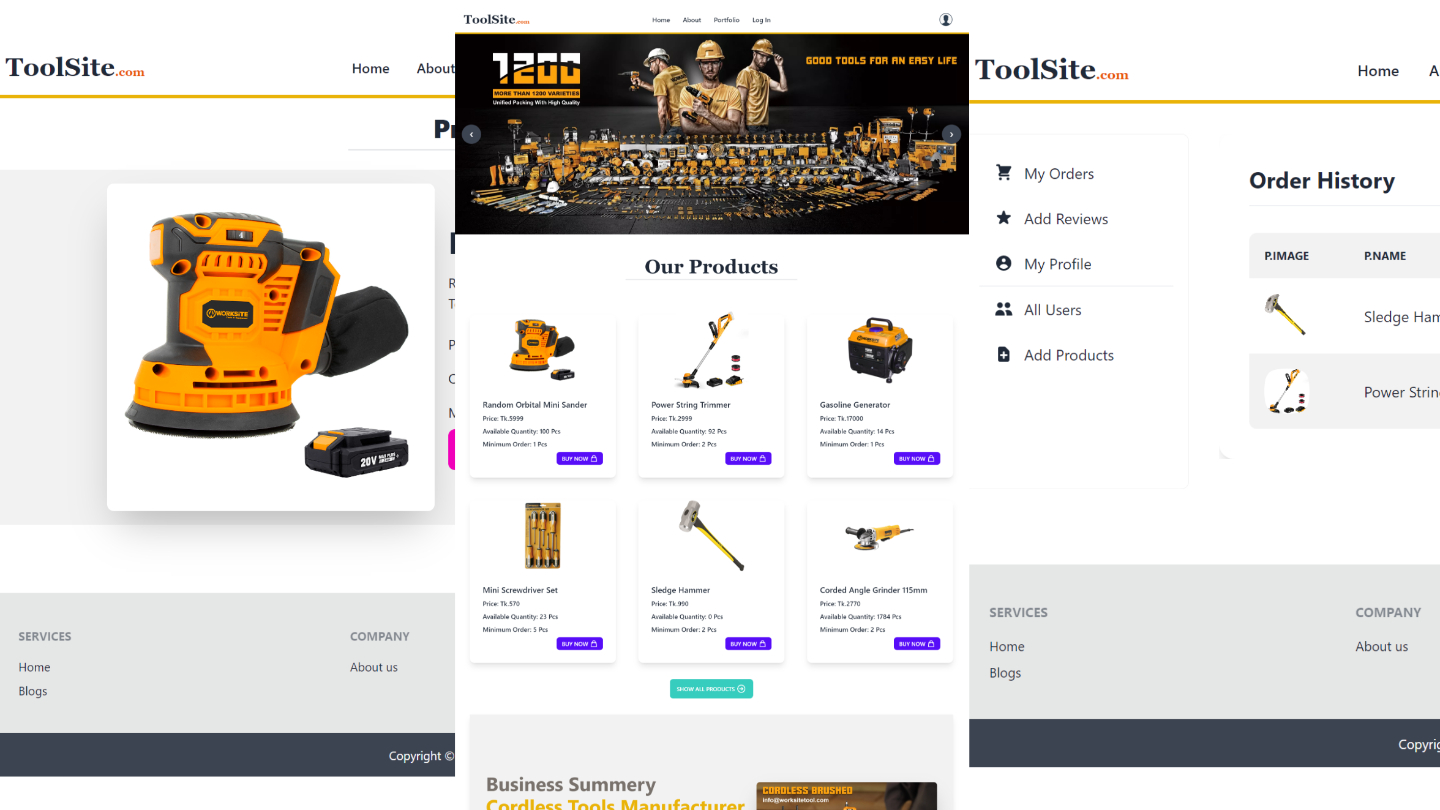 ToolSite.com
Home
About
4
WORKSITE
20V
SERVICES
COMPANY
Home
About us
Blogs
Copyright ©
ToolSite.com
Home
About
Portfolio
Log In
1200
MORE THAN 1200 VARIETIES
Unified Packing With High Quality
GOOD TOOLS FOR AN EASY LIFE
Our Products
Random Orbital Mini Sander
Price: Tk.5999
Available Quantity: 100 Pcs
Minimum Order: 1 Pcs
BUY NOW
Power String Trimmer
Price: Tk.2999
Available Quantity: 92 Pcs
Minimum Order: 2 Pcs
BUY NOW
Gasoline Generator
Price: Tk.17000
Available Quantity: 14 Pcs
Minimum Order: 1 Pcs
BUY NOW
Mini Screwdriver Set
Price: Tk.570
Available Quantity: 23 Pcs
Minimum Order: 5 Pcs
BUY NOW
Sledge Hammer
Price: Tk.990
Available Quantity: 0 Pcs
Minimum Order: 2 Pcs
BUY NOW
Corded Angle Grinder 115mm
Price: Tk.2770
Available Quantity: 1784 Pcs
Minimum Order: 2 Pcs
BUY NOW
SHOW ALL PRODUCTS
Business Summery
Cordless Tools Manufacturer
CORDLESS BRUSHED
info@worksitetool.com
ToolSite.com
Home
A
My Orders
Add Reviews
My Profile
All Users
Add Products
Order History
P.IMAGE
P.NAME
Sledge Ham
Power String
SERVICES
COMPANY
Home
About us
Blogs
Copyrig